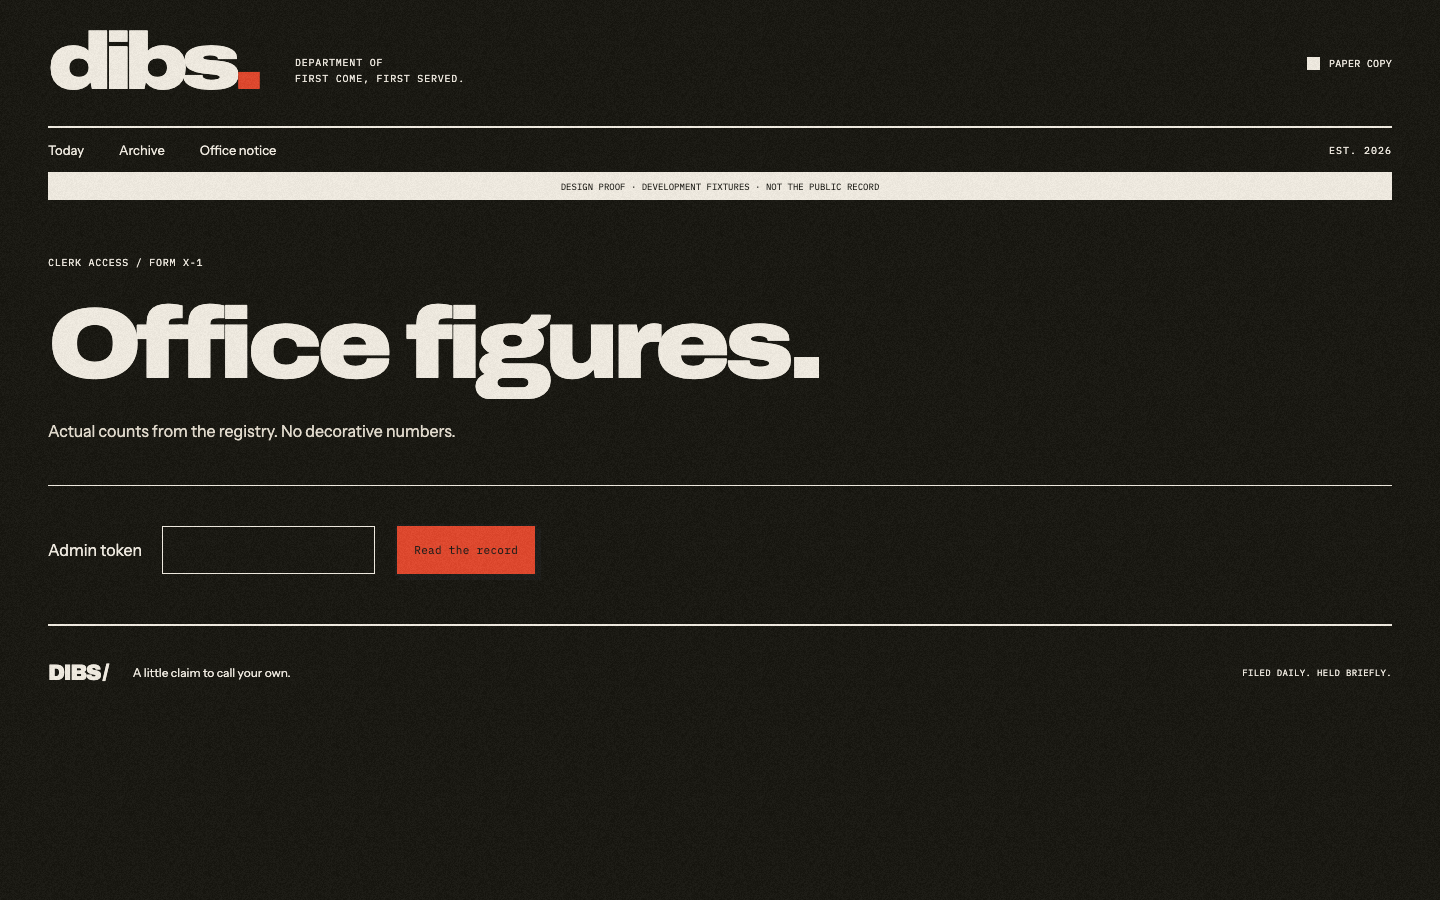 dibs.
DEPARTMENT OF
FIRST COME, FIRST SERVED.
PAPER COPY
Today
Archive
Office notice
EST. 2026
DESIGN PROOF · DEVELOPMENT FIXTURES · NOT THE PUBLIC RECORD
CLERK ACCESS / FORM X-1
Office figures.
Actual counts from the registry. No decorative numbers.
Admin token
Read the record
DIBS/
A little claim to call your own.
FILED DAILY. HELD BRIEFLY.